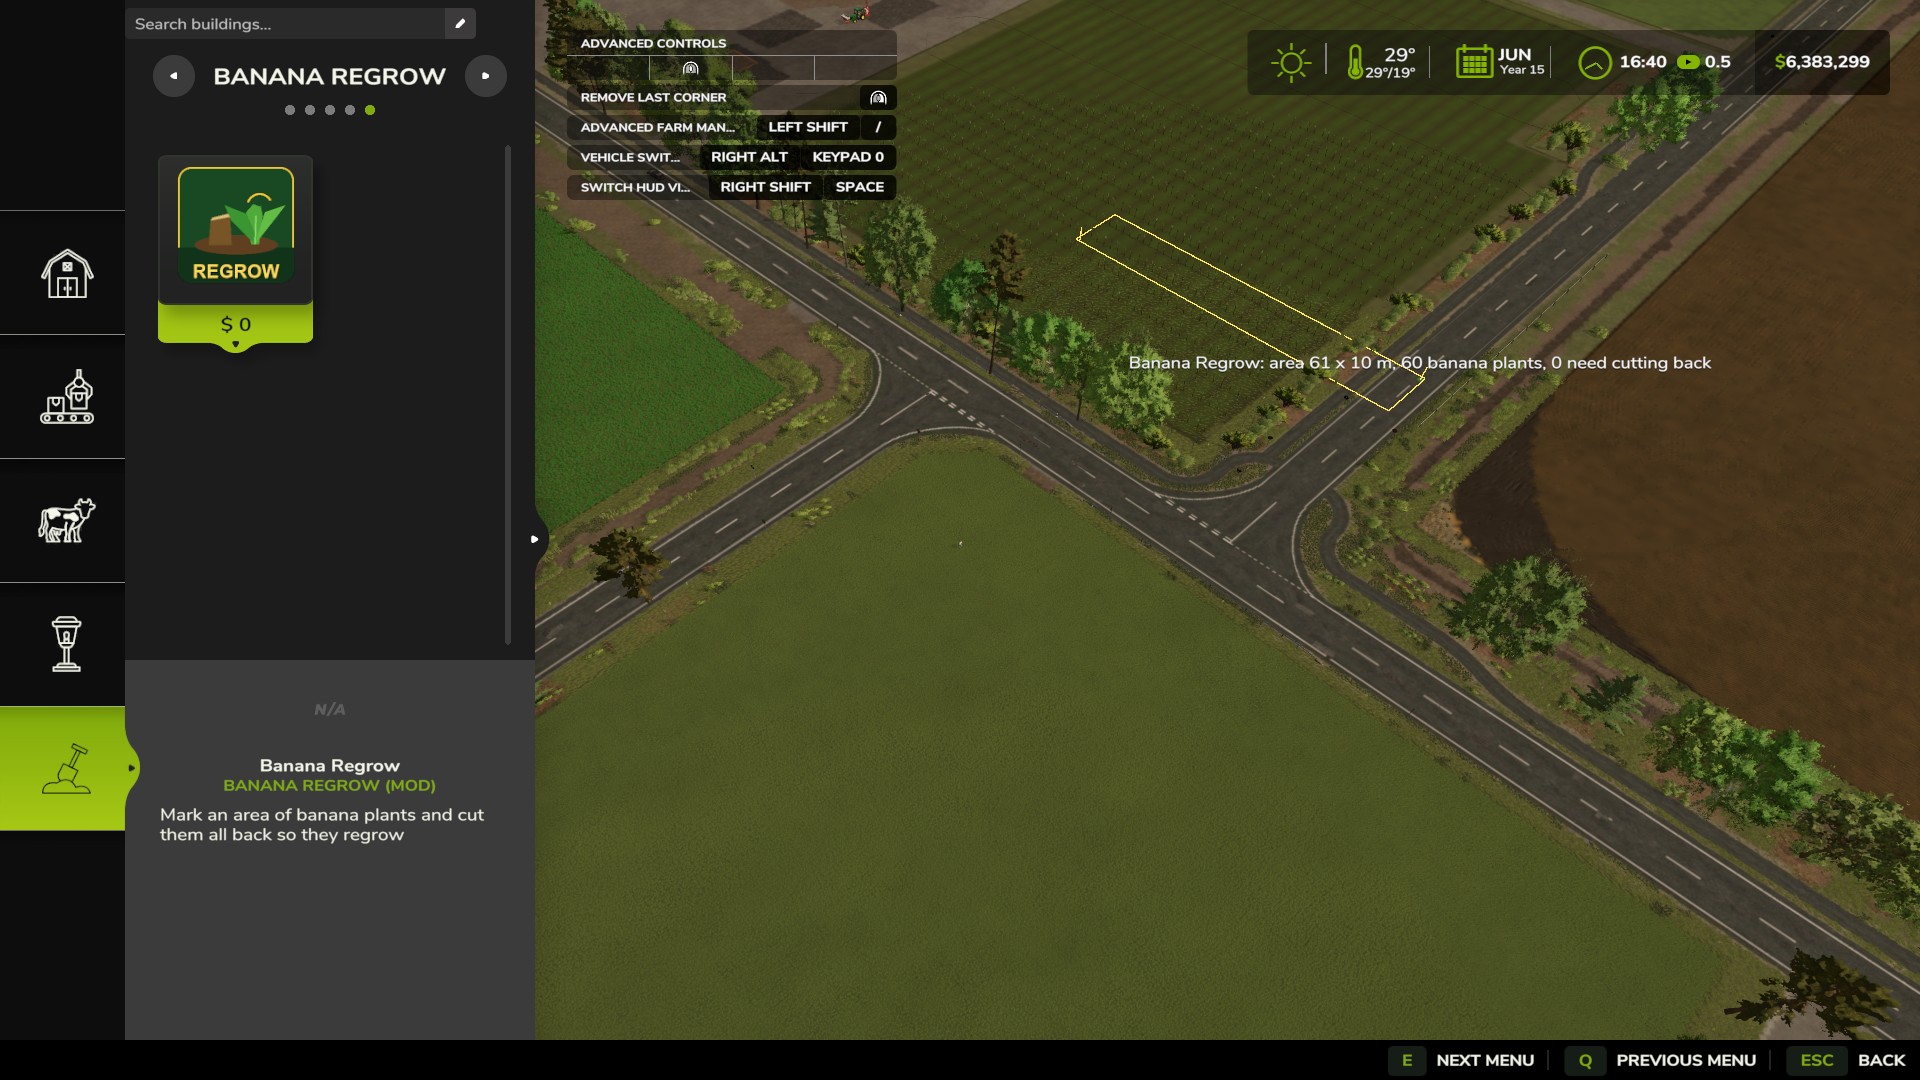 Search buildings...
BANANA REGROW
REGROW
$ 0
N/A
Banana Regrow
BANANA REGROW (MOD)
Mark an area of banana plants and cut
them all back so they regrow
ADVANCED CONTROLS
REMOVE LAST CORNER
ADVANCED FARM MAN... LEFT SHIFT /
VEHICLE SWIT... RIGHT ALT KEYPAD 0
SWITCH HUD VI... RIGHT SHIFT SPACE
29°
29°/19°
JUN
Year 15
16:40
0.5
$6,383,299
Banana Regrow: area 61 x 10 m, 60 banana plants, 0 need cutting back
E NEXT MENU Q PREVIOUS MENU ESC BACK